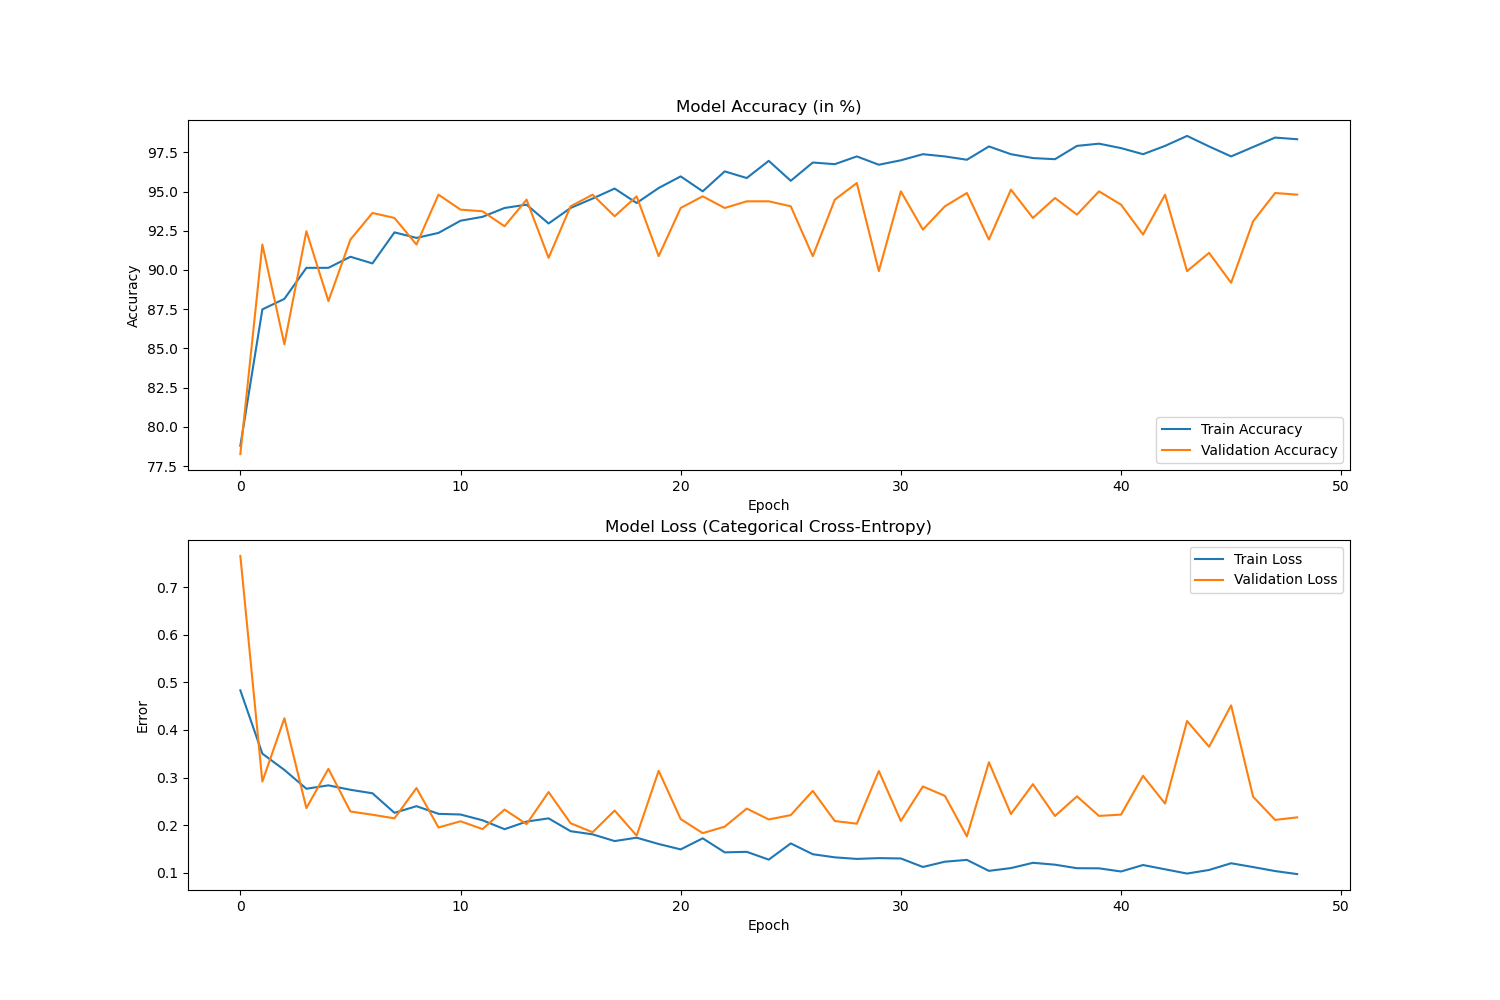 Model Accuracy (in %)
97.5
95.0
92.5
90.0
87.5
85.0
82.5
80.0
77.5
Accuracy
Train Accuracy
Validation Accuracy
0 10 20 30 40 50
Epoch
Model Loss (Categorical Cross-Entropy)
0.7
0.6
0.5
0.4
0.3
0.2
0.1
Error
Train Loss
Validation Loss
0 10 20 30 40 50
Epoch